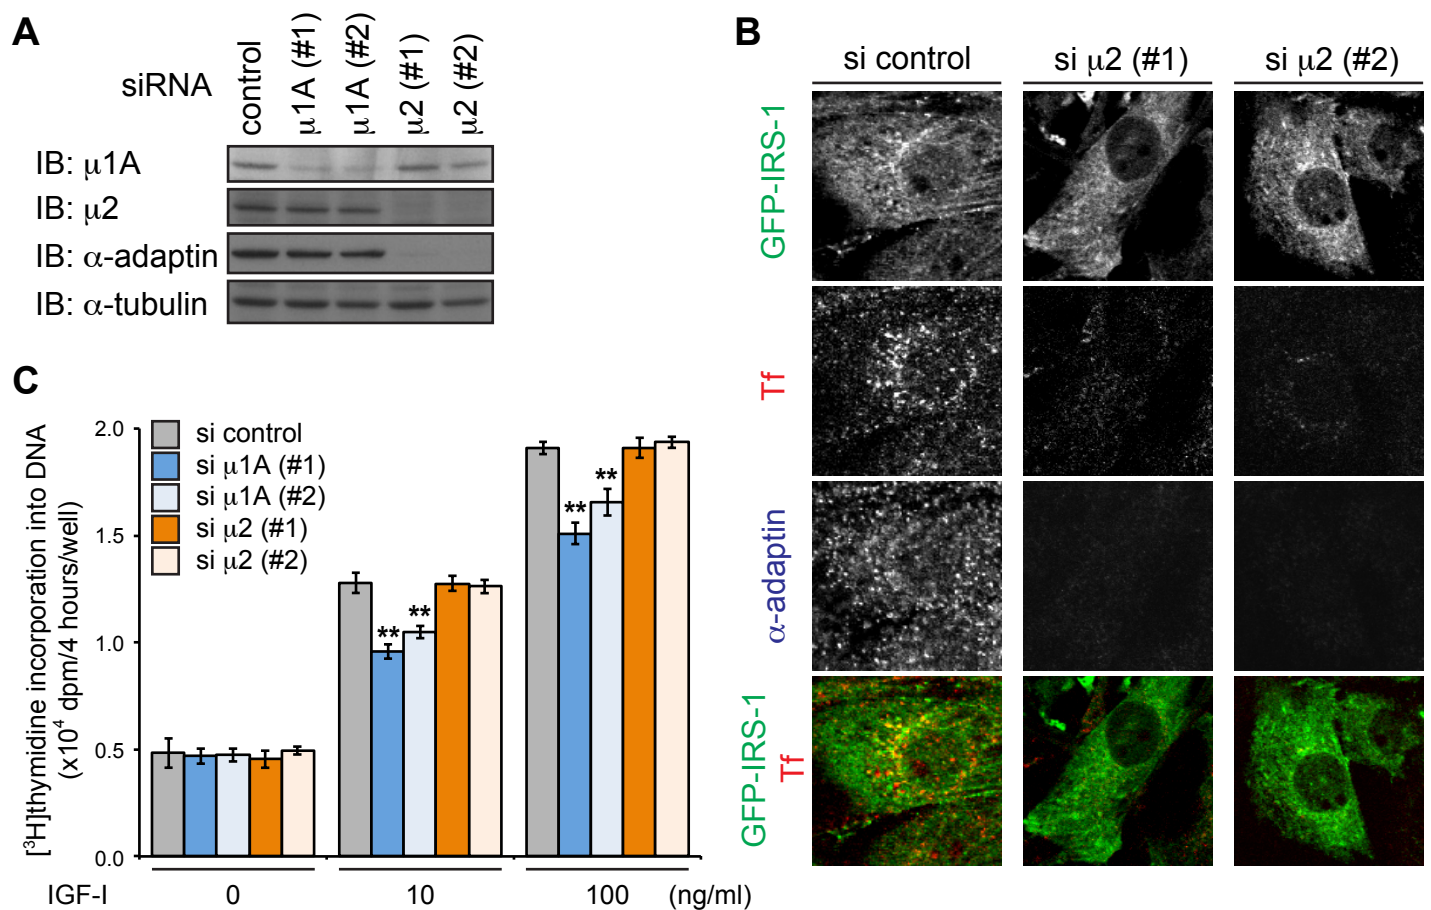 A
siRNA
control
μ1A (#1)
μ1A (#2)
μ2 (#1)
μ2 (#2)
IB: μ1A
IB: μ2
IB: α-adaptin
IB: α-tubulin
B
si control
si μ2 (#1)
si μ2 (#2)
GFP-IRS-1
Tf
α-adaptin
GFP-IRS-1
Tf
C
[³H]thymidine incorporation into DNA
(x10⁴ dpm/4 hours/well)
2.0
1.5
1.0
0.5
0.0
si control
si μ1A (#1)
si μ1A (#2)
si μ2 (#1)
si μ2 (#2)
**
**
**
**
IGF-I
0
10
100
(ng/ml)